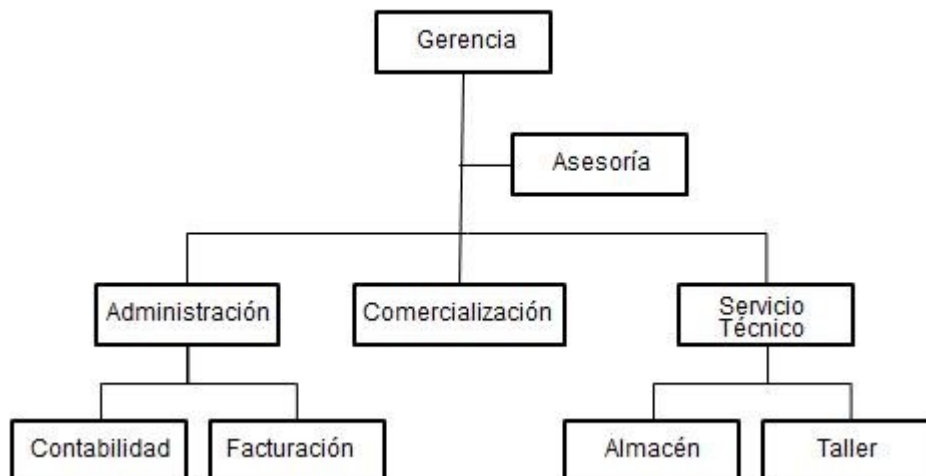 Gerencia
Asesoría
Administración
Comercialización
Servicio
Técnico
Contabilidad
Facturación
Almacén
Taller